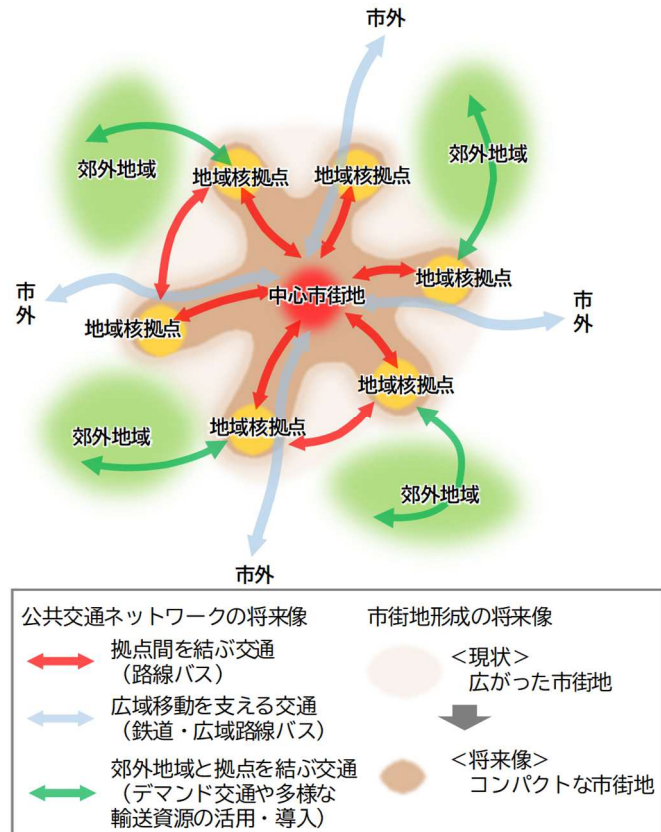 市外
郊外地域
郊外地域
地域核拠点
地域核拠点
地域核拠点
市外
中心市街地
市外
地域核拠点
地域核拠点
地域核拠点
郊外地域
郊外地域
市外
公共交通ネットワークの将来像
拠点間を結ぶ交通
（路線バス）
広域移動を支える交通
（鉄道・広域路線バス）
郊外地域と拠点を結ぶ交通
（デマンド交通や多様な
輸送資源の活用・導入）
市街地形成の将来像
＜現状＞
広がった市街地
＜将来像＞
コンパクトな市街地